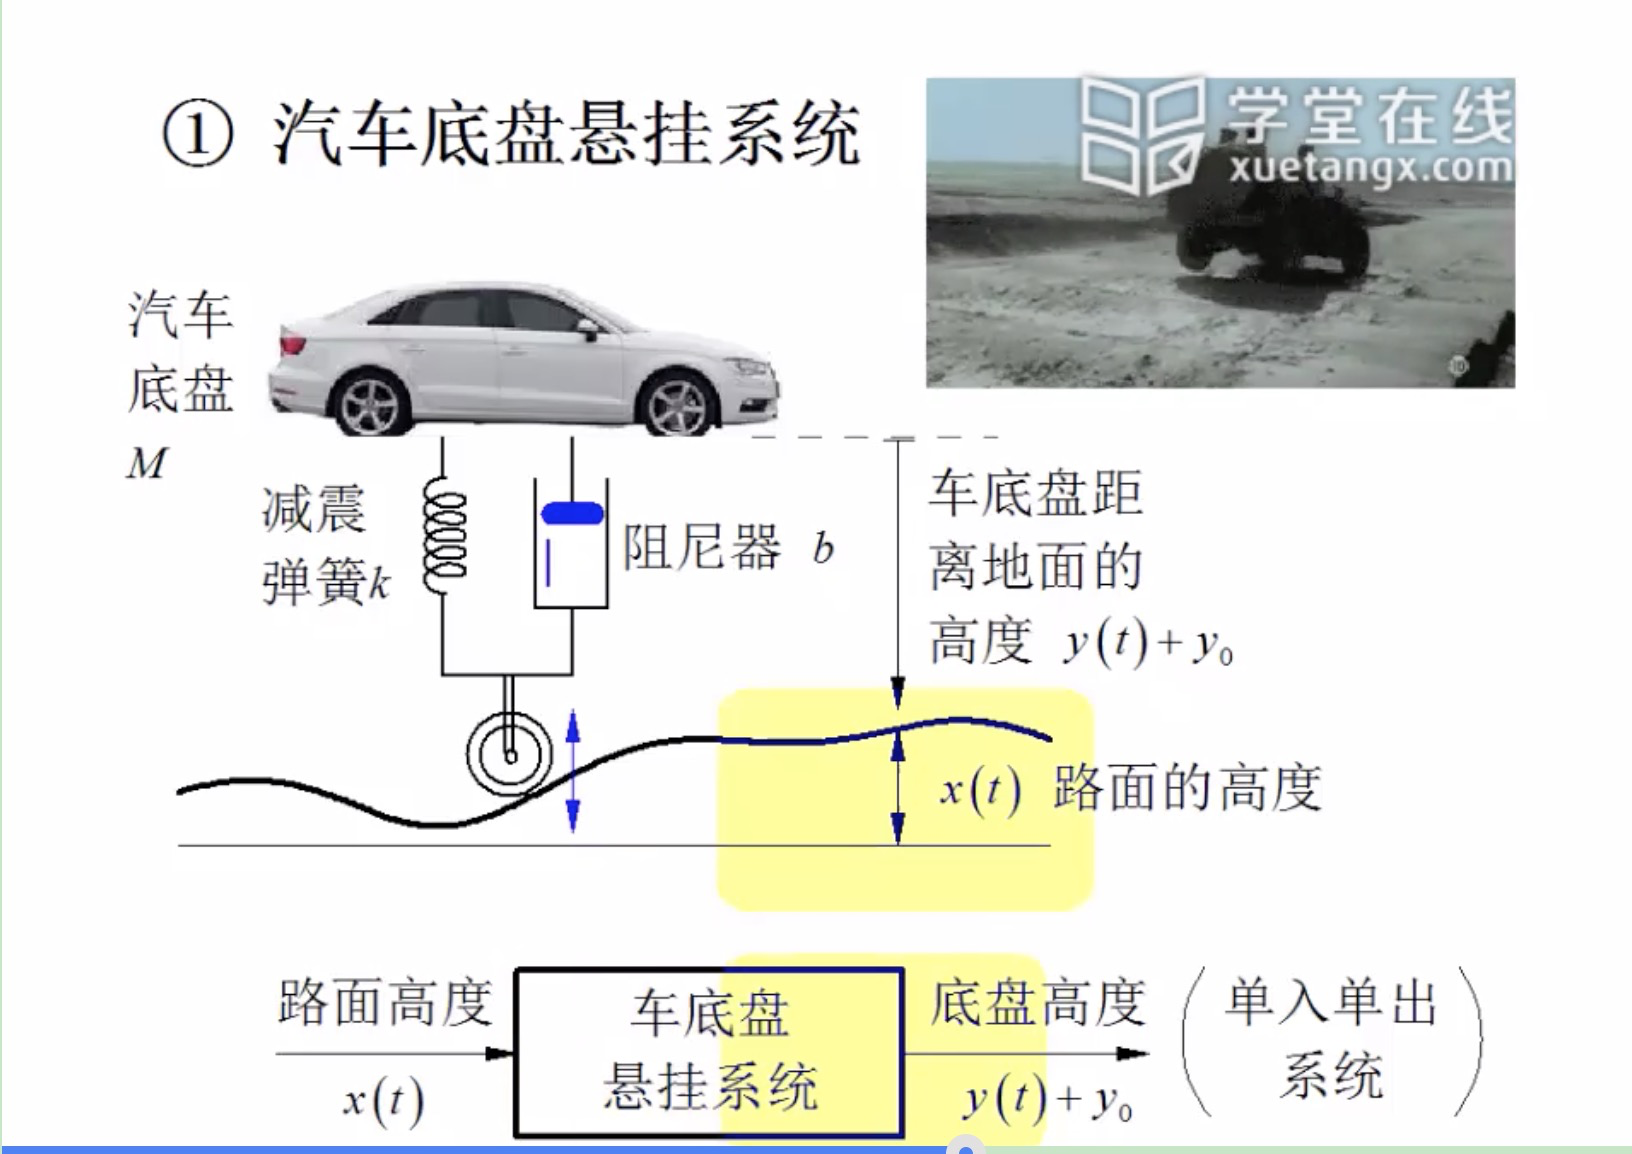 ① 汽车底盘悬挂系统
学堂在线
xuetangx.com
汽车
底盘
M
减震
弹簧k
阻尼器 b
车底盘距
离地面的
高度 y(t)+y₀
x(t) 路面的高度
路面高度
x(t)
车底盘
悬挂系统
底盘高度
y(t)+y₀
(单入单出
系统)